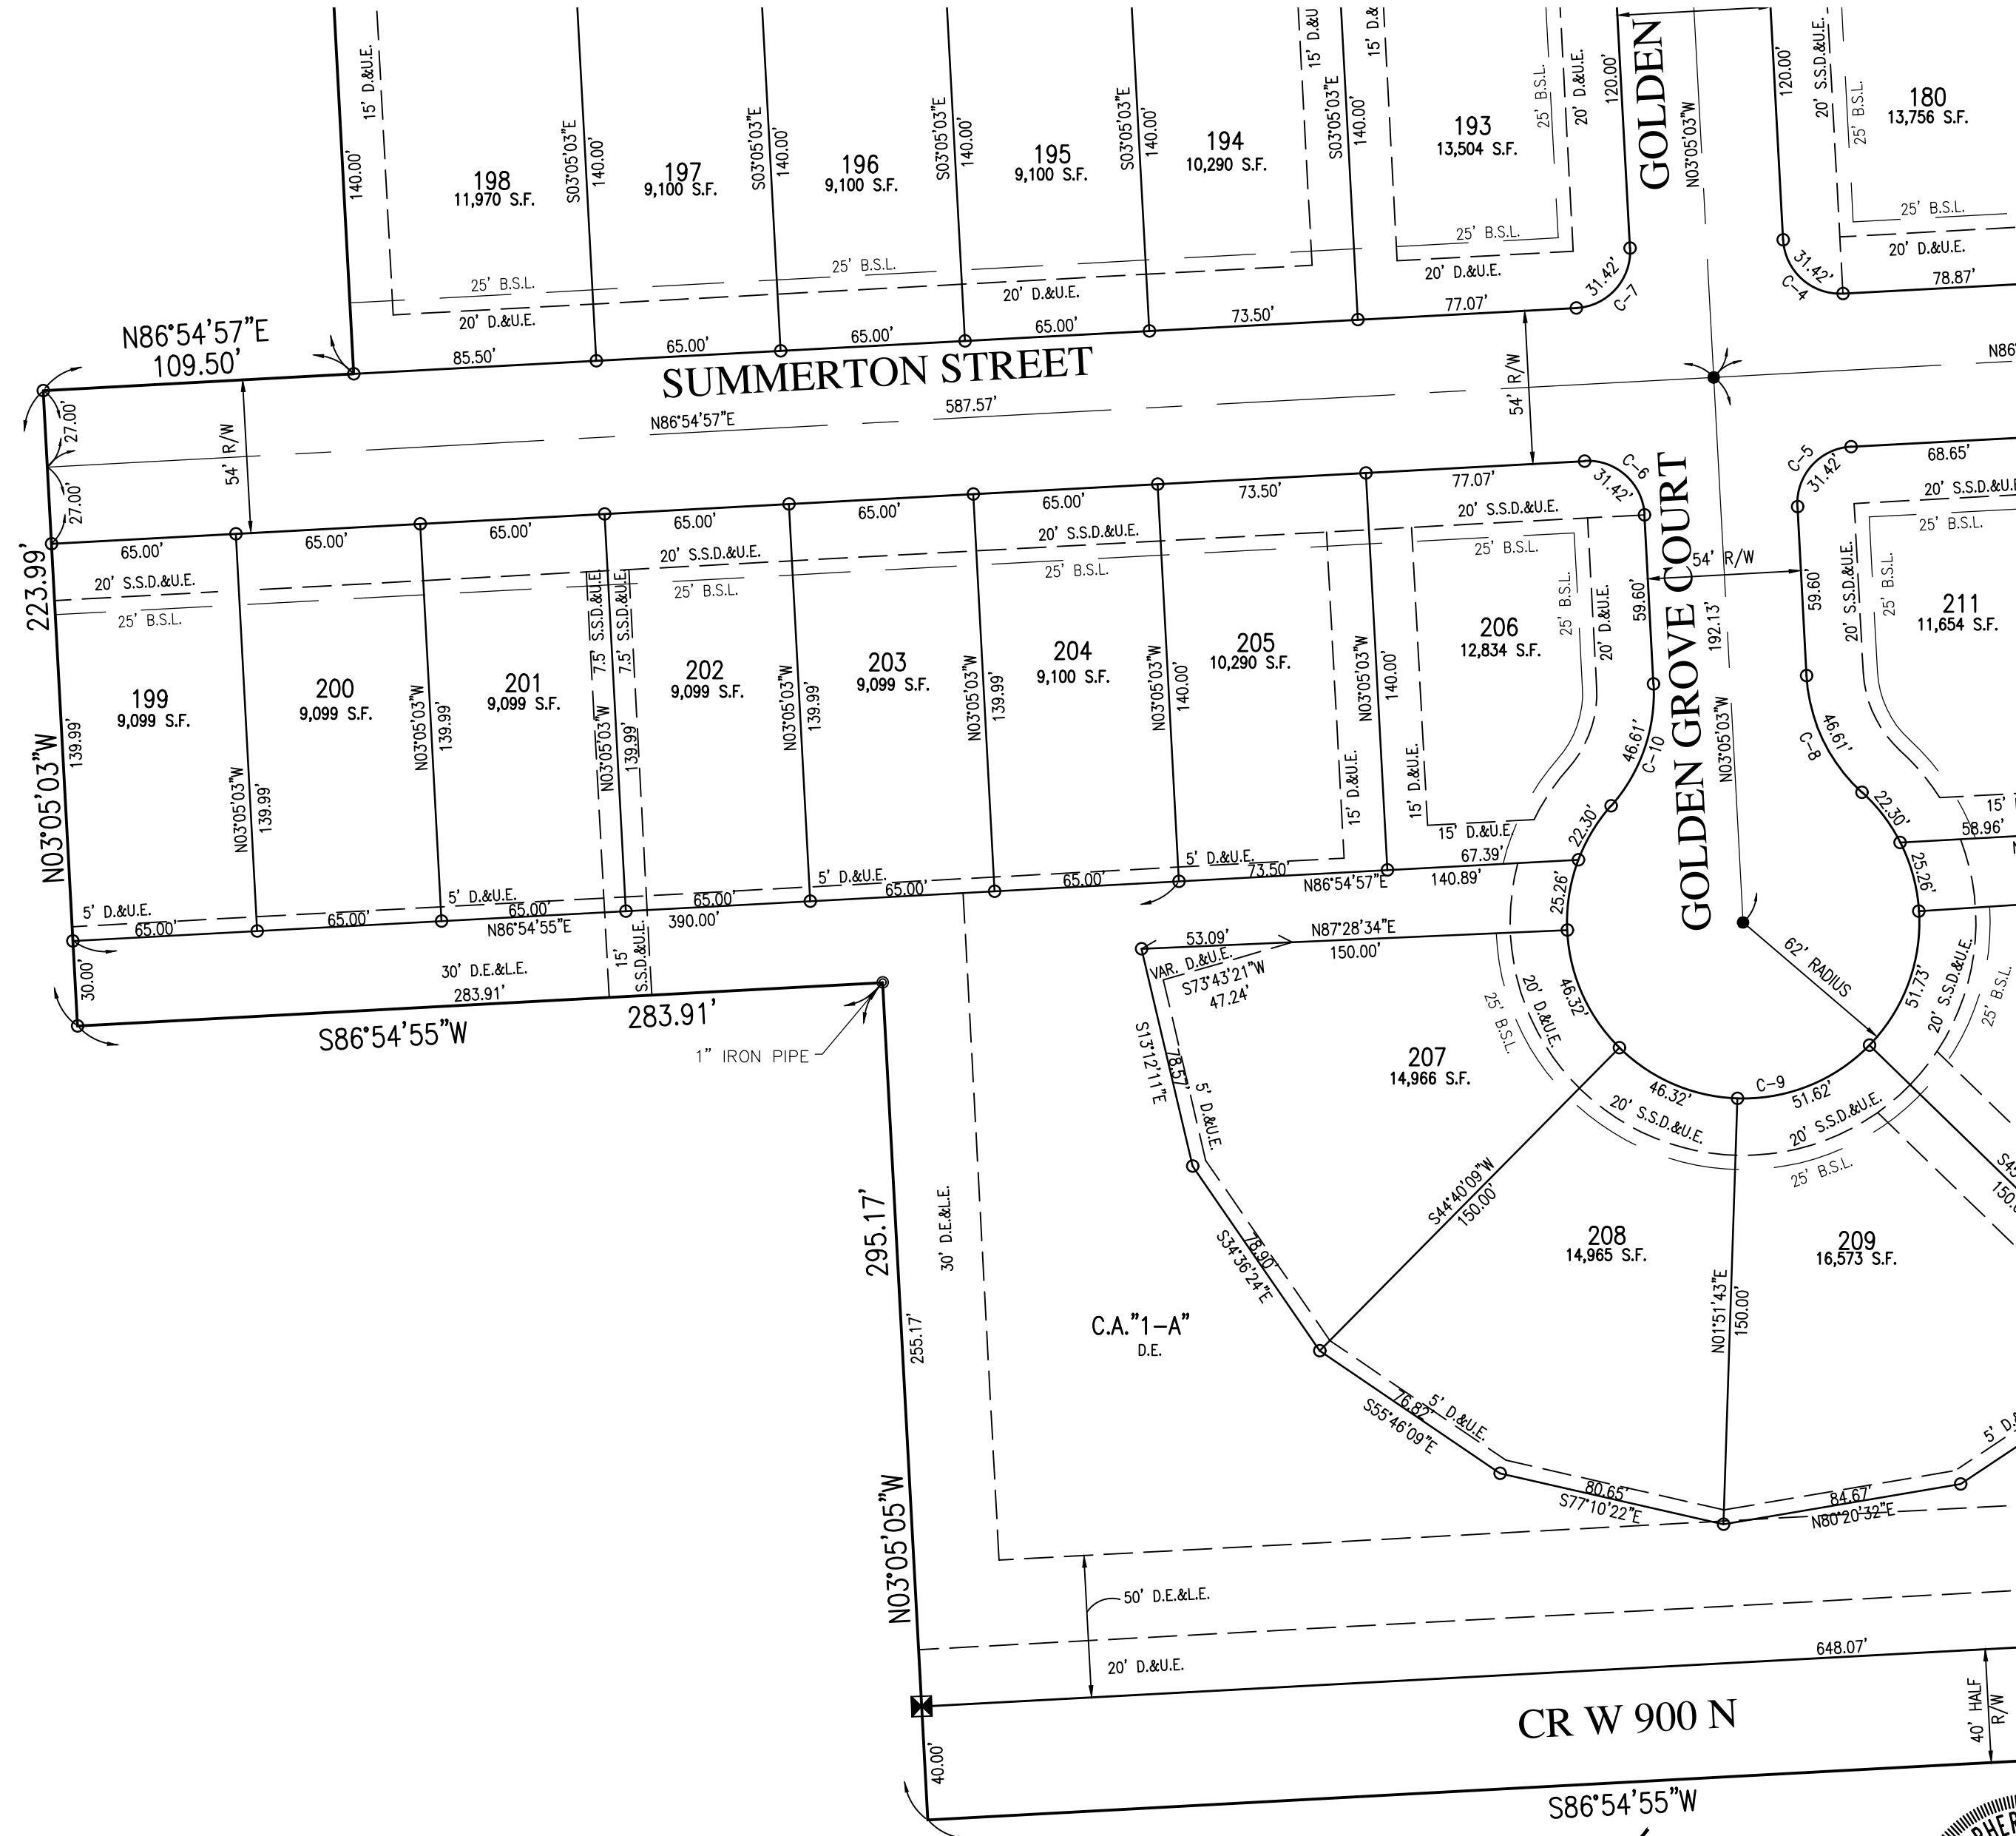 15' D.&U.E.
140.00'
198
11,970 S.F.
S03°05'03"E
140.00'
197
9,100 S.F.
S03°05'03"E
140.00'
196
9,100 S.F.
S03°05'03"E
140.00'
195
9,100 S.F.
S03°05'03"E
140.00'
194
10,290 S.F.
15' D.&U
S03°05'03"E
140.00'
15' D.&
193
13,504 S.F.
25' B.S.L.
20' D.&U.E.
120.00'
GOLDEN
N03°05'03"W
120.00'
20' S.S.D.&U.E.
25' B.S.L.
180
13,756 S.F.
25' B.S.L.
20' D.&U.E.
25' B.S.L.
20' D.&U.E.
25' B.S.L.
20' D.&U.E.
25' B.S.L.
20' D.&U.E.
31.42'
C-7
31.42'
C-4
78.87'
N86°54'57"E
109.50'
85.50'
65.00'
65.00'
65.00'
73.50'
77.07'
SUMMERTON STREET
54' R/W
N86°
27.00'
27.00'
54' R/W
N86°54'57"E
587.57'
65.00'
65.00'
65.00'
65.00'
65.00'
65.00'
73.50'
77.07'
31.42'
C-6
C-5
31.42'
68.65'
20' S.S.D.&U.E.
25' B.S.L.
20' S.S.D.&U.E.
25' B.S.L.
20' S.S.D.&U.E.
25' B.S.L.
20' S.S.D.&U.E.
25' B.S.L.
20' S.S.D.&U.E
25' B.S.L.
223.99'
N03°05'03"W
199
9,099 S.F.
139.99'
N03°05'03"W
139.99'
200
9,099 S.F.
N03°05'03"W
139.99'
201
9,099 S.F.
7.5' S.S.D.&U.E.
7.5' S.S.D.&U.E.
N03°05'03"W
139.99'
202
9,099 S.F.
N03°05'03"W
139.99'
203
9,099 S.F.
N03°05'03"W
139.99'
204
9,100 S.F.
N03°05'03"W
140.00'
205
10,290 S.F.
15' D.&U.E.
N03°05'03"W
140.00'
15' D.&U.E.
206
12,834 S.F.
25' B.S.L.
20' D.&U.E.
59.60'
GOLDEN GROVE COURT
54' R/W
192.13'
N03°05'03"W
59.60'
20' S.S.D.&U.E.
25' B.S.L.
211
11,654 S.F.
46.61'
C-10
46.61'
C-8
22.30'
22.30'
15' D.&U.E.
15'
58.96'
25.26'
25.26'
5' D.&U.E.
5' D.&U.E.
5' D.&U.E.
5' D.&U.E.
65.00'
65.00'
65.00'
65.00'
65.00'
65.00'
73.50'
67.39'
N86°54'55"E
390.00'
N86°54'57"E
140.89'
30.00'
30' D.E.&L.E.
283.91'
15'
S.S.D.&U.E.
S86°54'55"W
283.91'
1" IRON PIPE
53.09'
N87°28'34"E
150.00'
VAR. D.&U.E.
S73°43'21"W
47.24'
S13°12'11"E
78.57'
5' D.&U.E.
207
14,966 S.F.
25' B.S.L.
20' D.&U.E.
46.32'
62' RADIUS
51.73'
20' S.S.D.&U.E.
25' B.S.L.
46.32'
C-9
51.62'
20' S.S.D.&U.E.
20' S.S.D.&U.E.
25' B.S.L.
S44°40'09"W
150.00'
150.
208
14,965 S.F.
209
16,573 S.F.
N01°51'43"E
150.00'
295.17'
N03°05'05"W
255.17'
30' D.E.&L.E.
C.A."1-A"
D.E.
78.90'
S34°36'24"E
76.82'
S55°46'09"E
5' D.&U.E.
80.65'
S77°10'22"E
84.67'
N80°20'32"E
5' D.&
50' D.E.&L.E.
20' D.&U.E.
648.07'
CR W 900 N
40' HALF
R/W
40.00'
S86°54'55"W
PHER